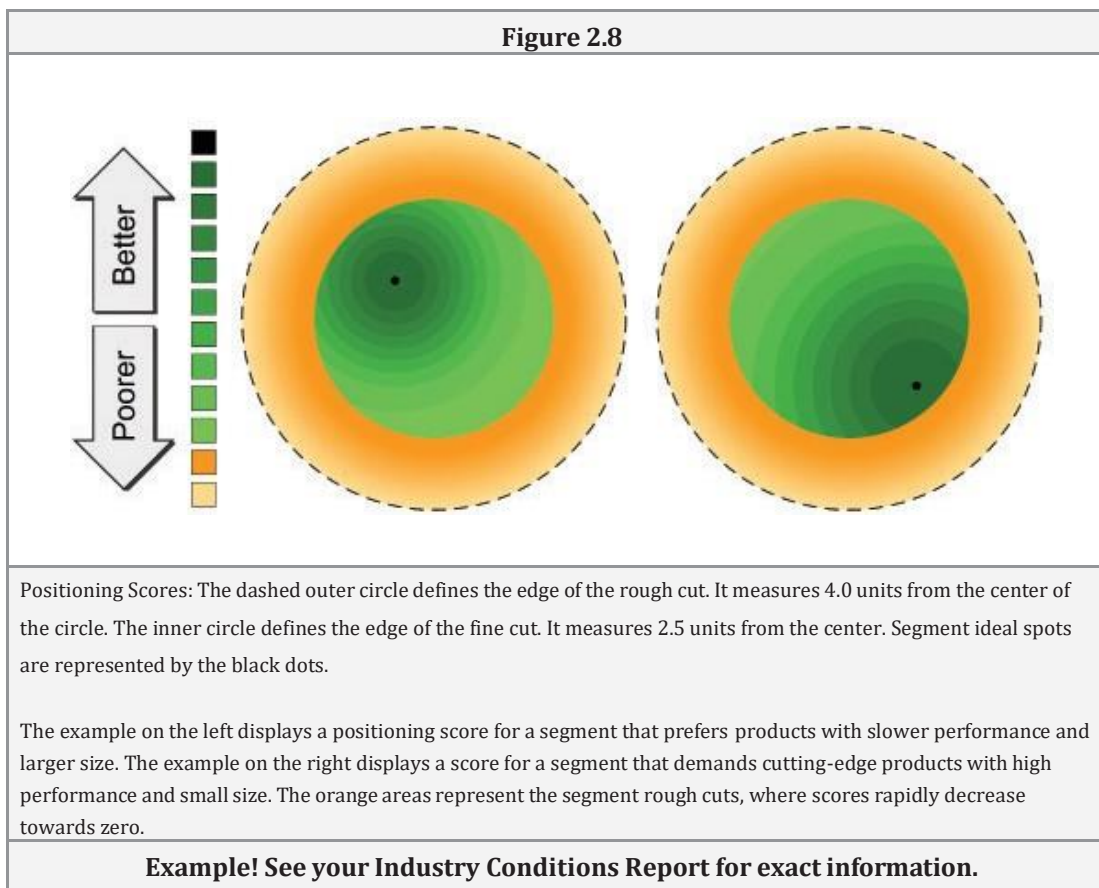 Figure 2.8
Better
Poorer
Positioning Scores: The dashed outer circle defines the edge of the rough cut. It measures 4.0 units from the center of
the circle. The inner circle defines the edge of the fine cut. It measures 2.5 units from the center. Segment ideal spots
are represented by the black dots.
The example on the left displays a positioning score for a segment that prefers products with slower performance and
larger size. The example on the right displays a score for a segment that demands cutting-edge products with high
performance and small size. The orange areas represent the segment rough cuts, where scores rapidly decrease
towards zero.
Example! See your Industry Conditions Report for exact information.